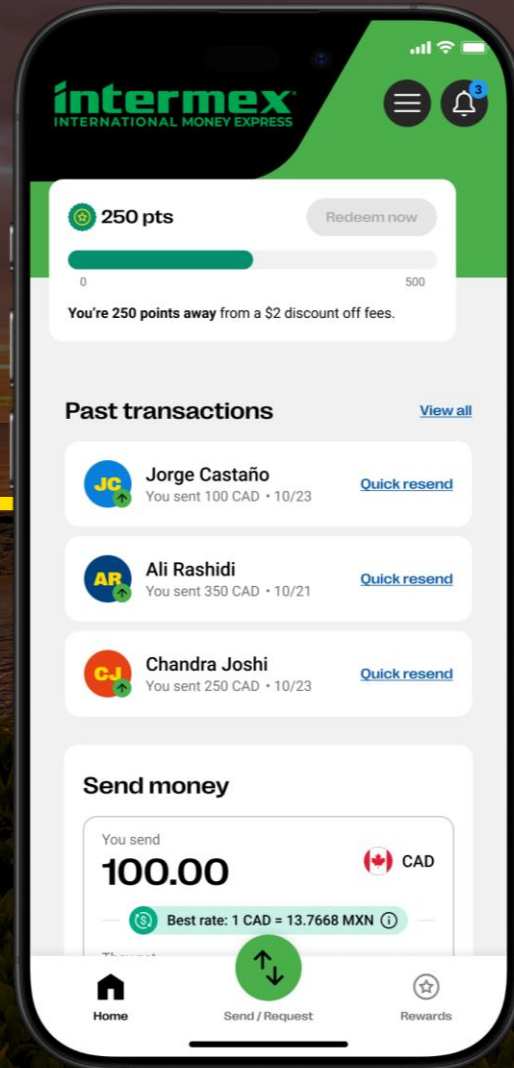 intermex
INTERNATIONAL MONEY EXPRESS
3
250 pts
Redeem now
0 500
You're 250 points away from a $2 discount off fees.
Past transactions View all
JC
Jorge Castaño
You sent 100 CAD • 10/23
Quick resend
AR
Ali Rashidi
You sent 350 CAD • 10/21
Quick resend
CJ
Chandra Joshi
You sent 250 CAD • 10/23
Quick resend
Send money
You send
100.00 CAD
Best rate: 1 CAD = 13.7668 MXN
Home Send / Request Rewards